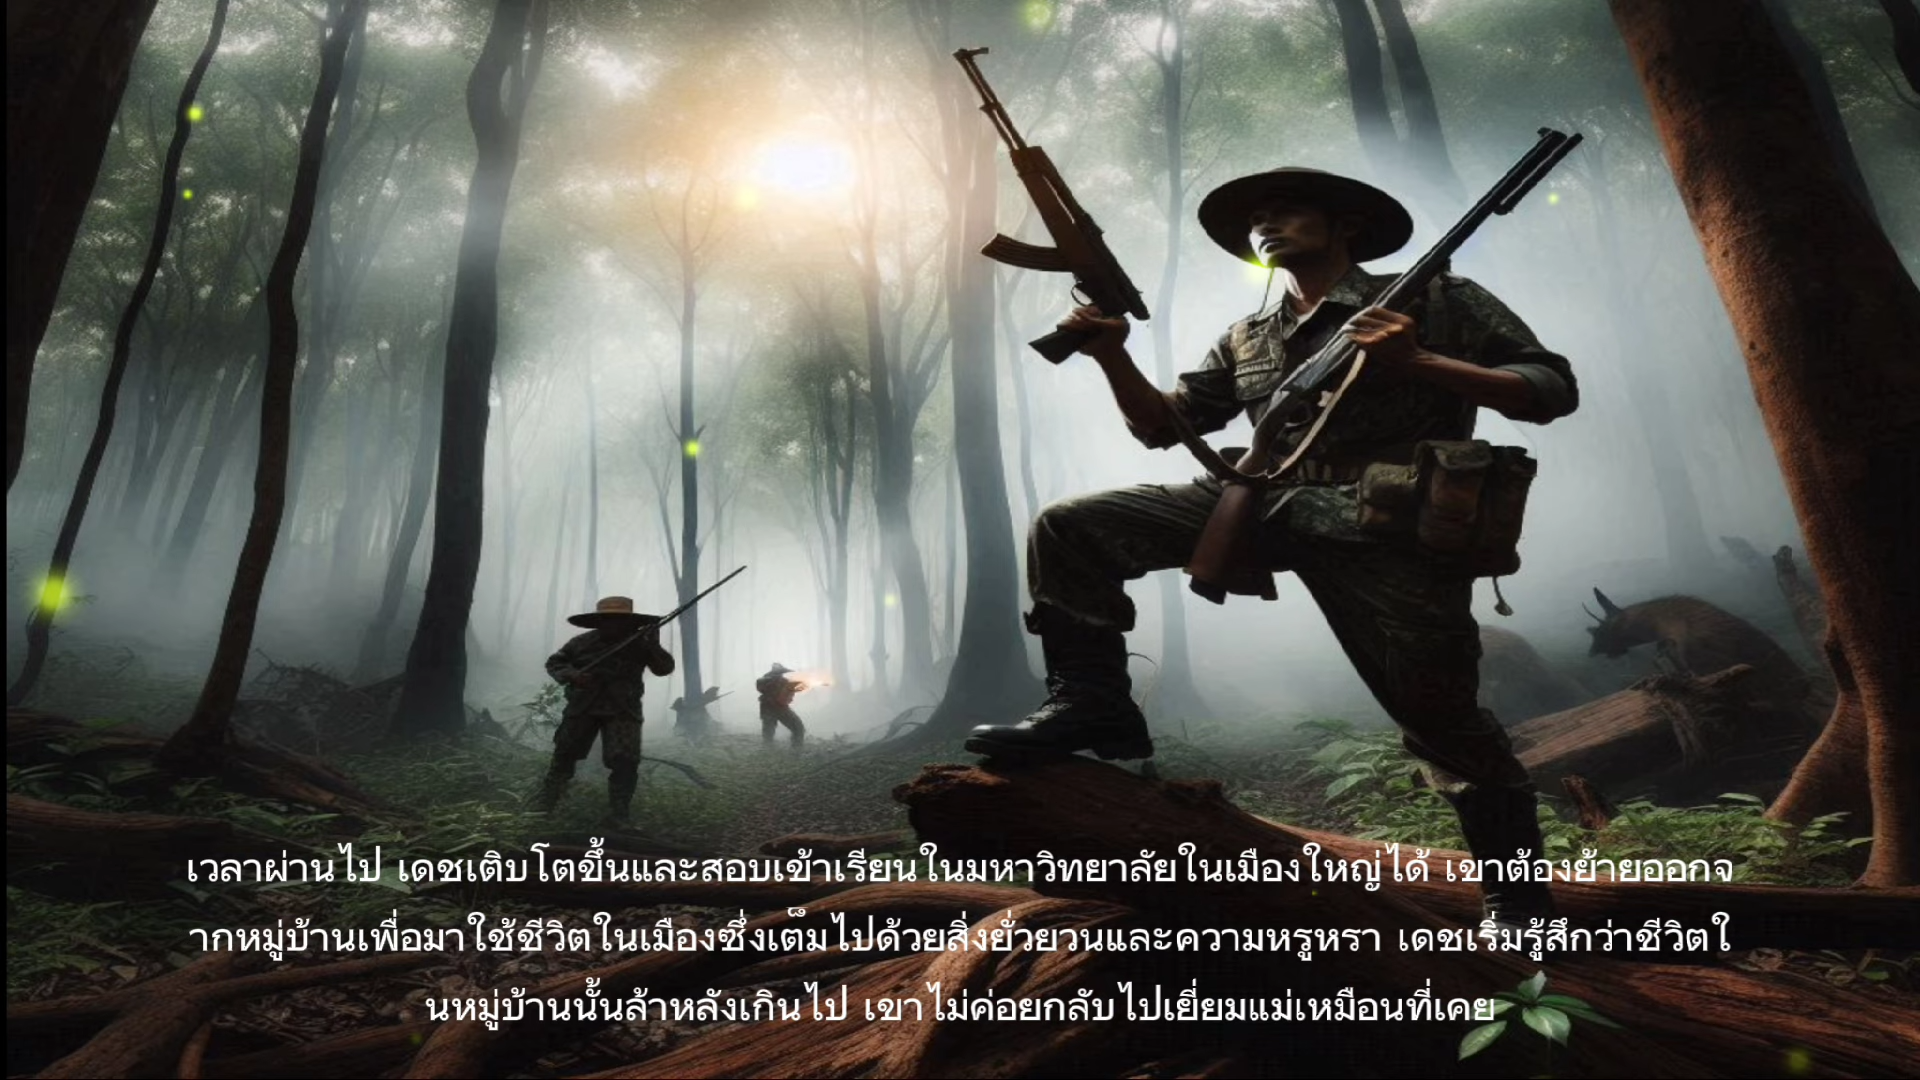 เวลาผ่านไป เดชเติบโตขึ้นและสอบเข้าเรียนในมหาวิทยาลัยในเมืองใหญ่ได้ เขาต้องย้ายออกจ
ากหมู่บ้านเพื่อมาใช้ชีวิตในเมืองซึ่งเต็มไปด้วยสิ่งยั่วยวนและความหรูหรา เดชเริ่มรู้สึกว่าชีวิตใ
นหมู่บ้านนั้นล้าหลังเกินไป เขาไม่ค่อยกลับไปเยี่ยมแม่เหมือนที่เคย